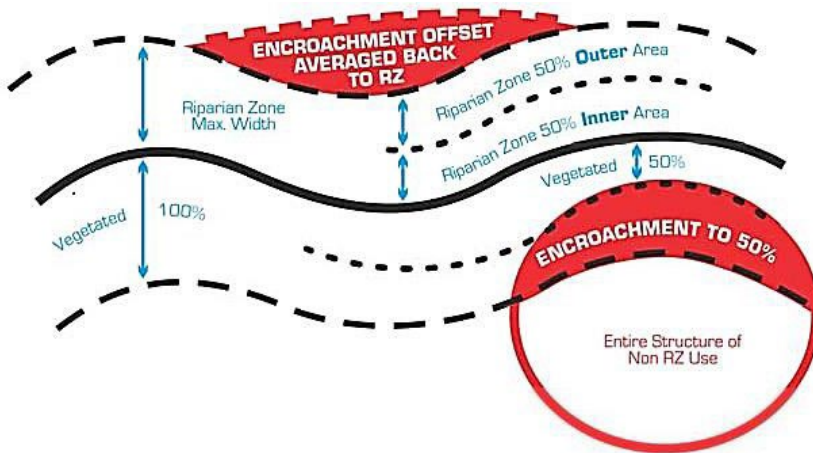 ENCROACHMENT OFFSET
AVERAGED BACK
TO RZ
Riparian Zone 50% Outer Area
Riparian Zone
Max. Width
Riparian Zone 50% Inner Area
Vegetated 50%
Vegetated 100%
ENCROACHMENT TO 50%
Entire Structure of
Non RZ Use